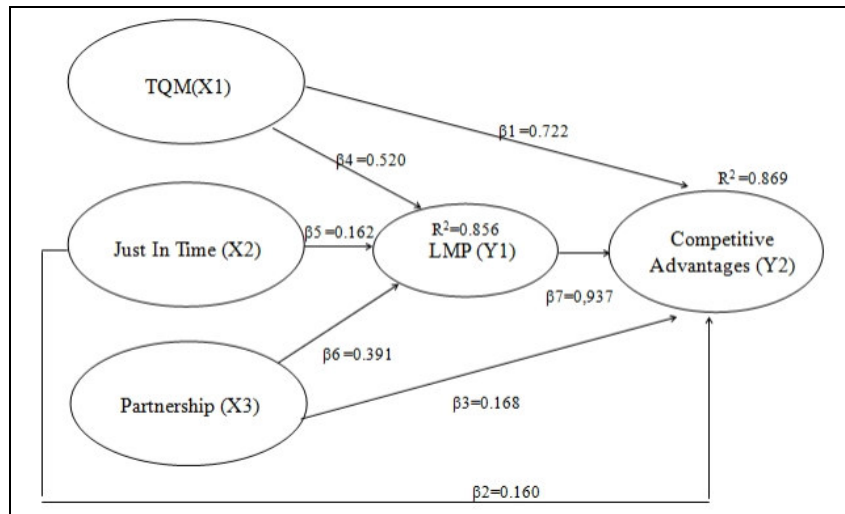 TQM(X1)
β1 =0.722
β4 =0.520
R²=0.869
Just In Time (X2)
β5 =0.162
R²=0.856
LMP (Y1)
Competitive
Advantages (Y2)
β7=0,937
β6 =0.391
Partnership (X3)
β3=0.168
β2=0.160